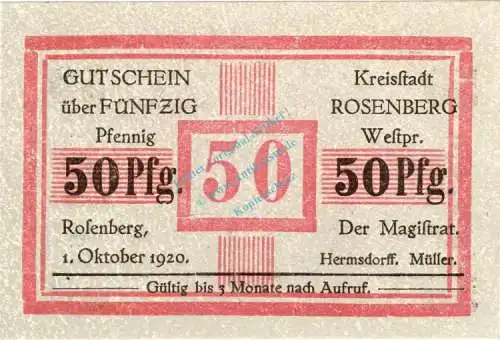 GUTSCHEIN
über FÜNFZIG
Pfennig
50 Pfg.
Roſenberg,
1. Oktober 1920.
50
Kreisſtadt
ROSENBERG
Weſtpr.
50 Pfg.
Der Magiſtrat.
Hermsdorff. Müller.
Gültig bis 3 Monate nach Aufruf.